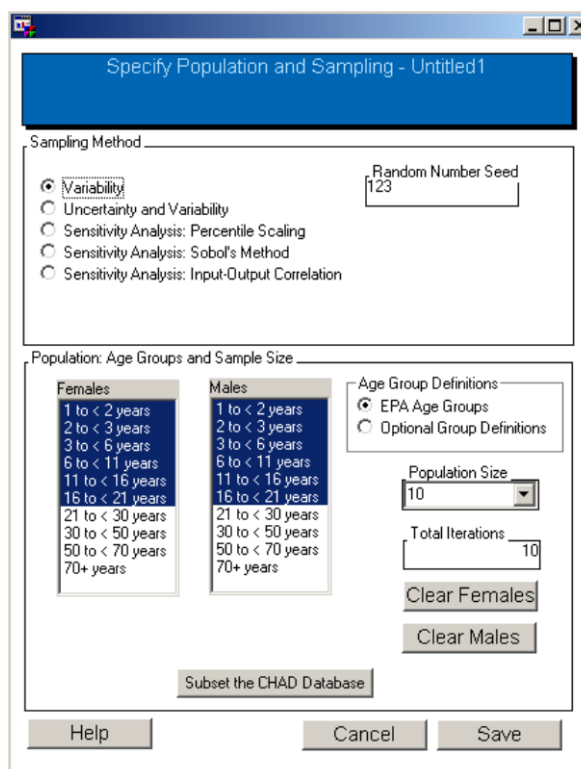 Specify Population and Sampling - Untitled1
Sampling Method
Variability
Uncertainty and Variability
Sensitivity Analysis: Percentile Scaling
Sensitivity Analysis: Sobol's Method
Sensitivity Analysis: Input-Output Correlation
Random Number Seed
123
Population: Age Groups and Sample Size
Females
1 to < 2 years
2 to < 3 years
3 to < 6 years
6 to < 11 years
11 to < 16 years
16 to < 21 years
21 to < 30 years
30 to < 50 years
50 to < 70 years
70+ years
Males
1 to < 2 years
2 to < 3 years
3 to < 6 years
6 to < 11 years
11 to < 16 years
16 to < 21 years
21 to < 30 years
30 to < 50 years
50 to < 70 years
70+ years
Age Group Definitions
EPA Age Groups
Optional Group Definitions
Population Size
10
Total Iterations
10
Clear Females
Clear Males
Subset the CHAD Database
Help
Cancel
Save